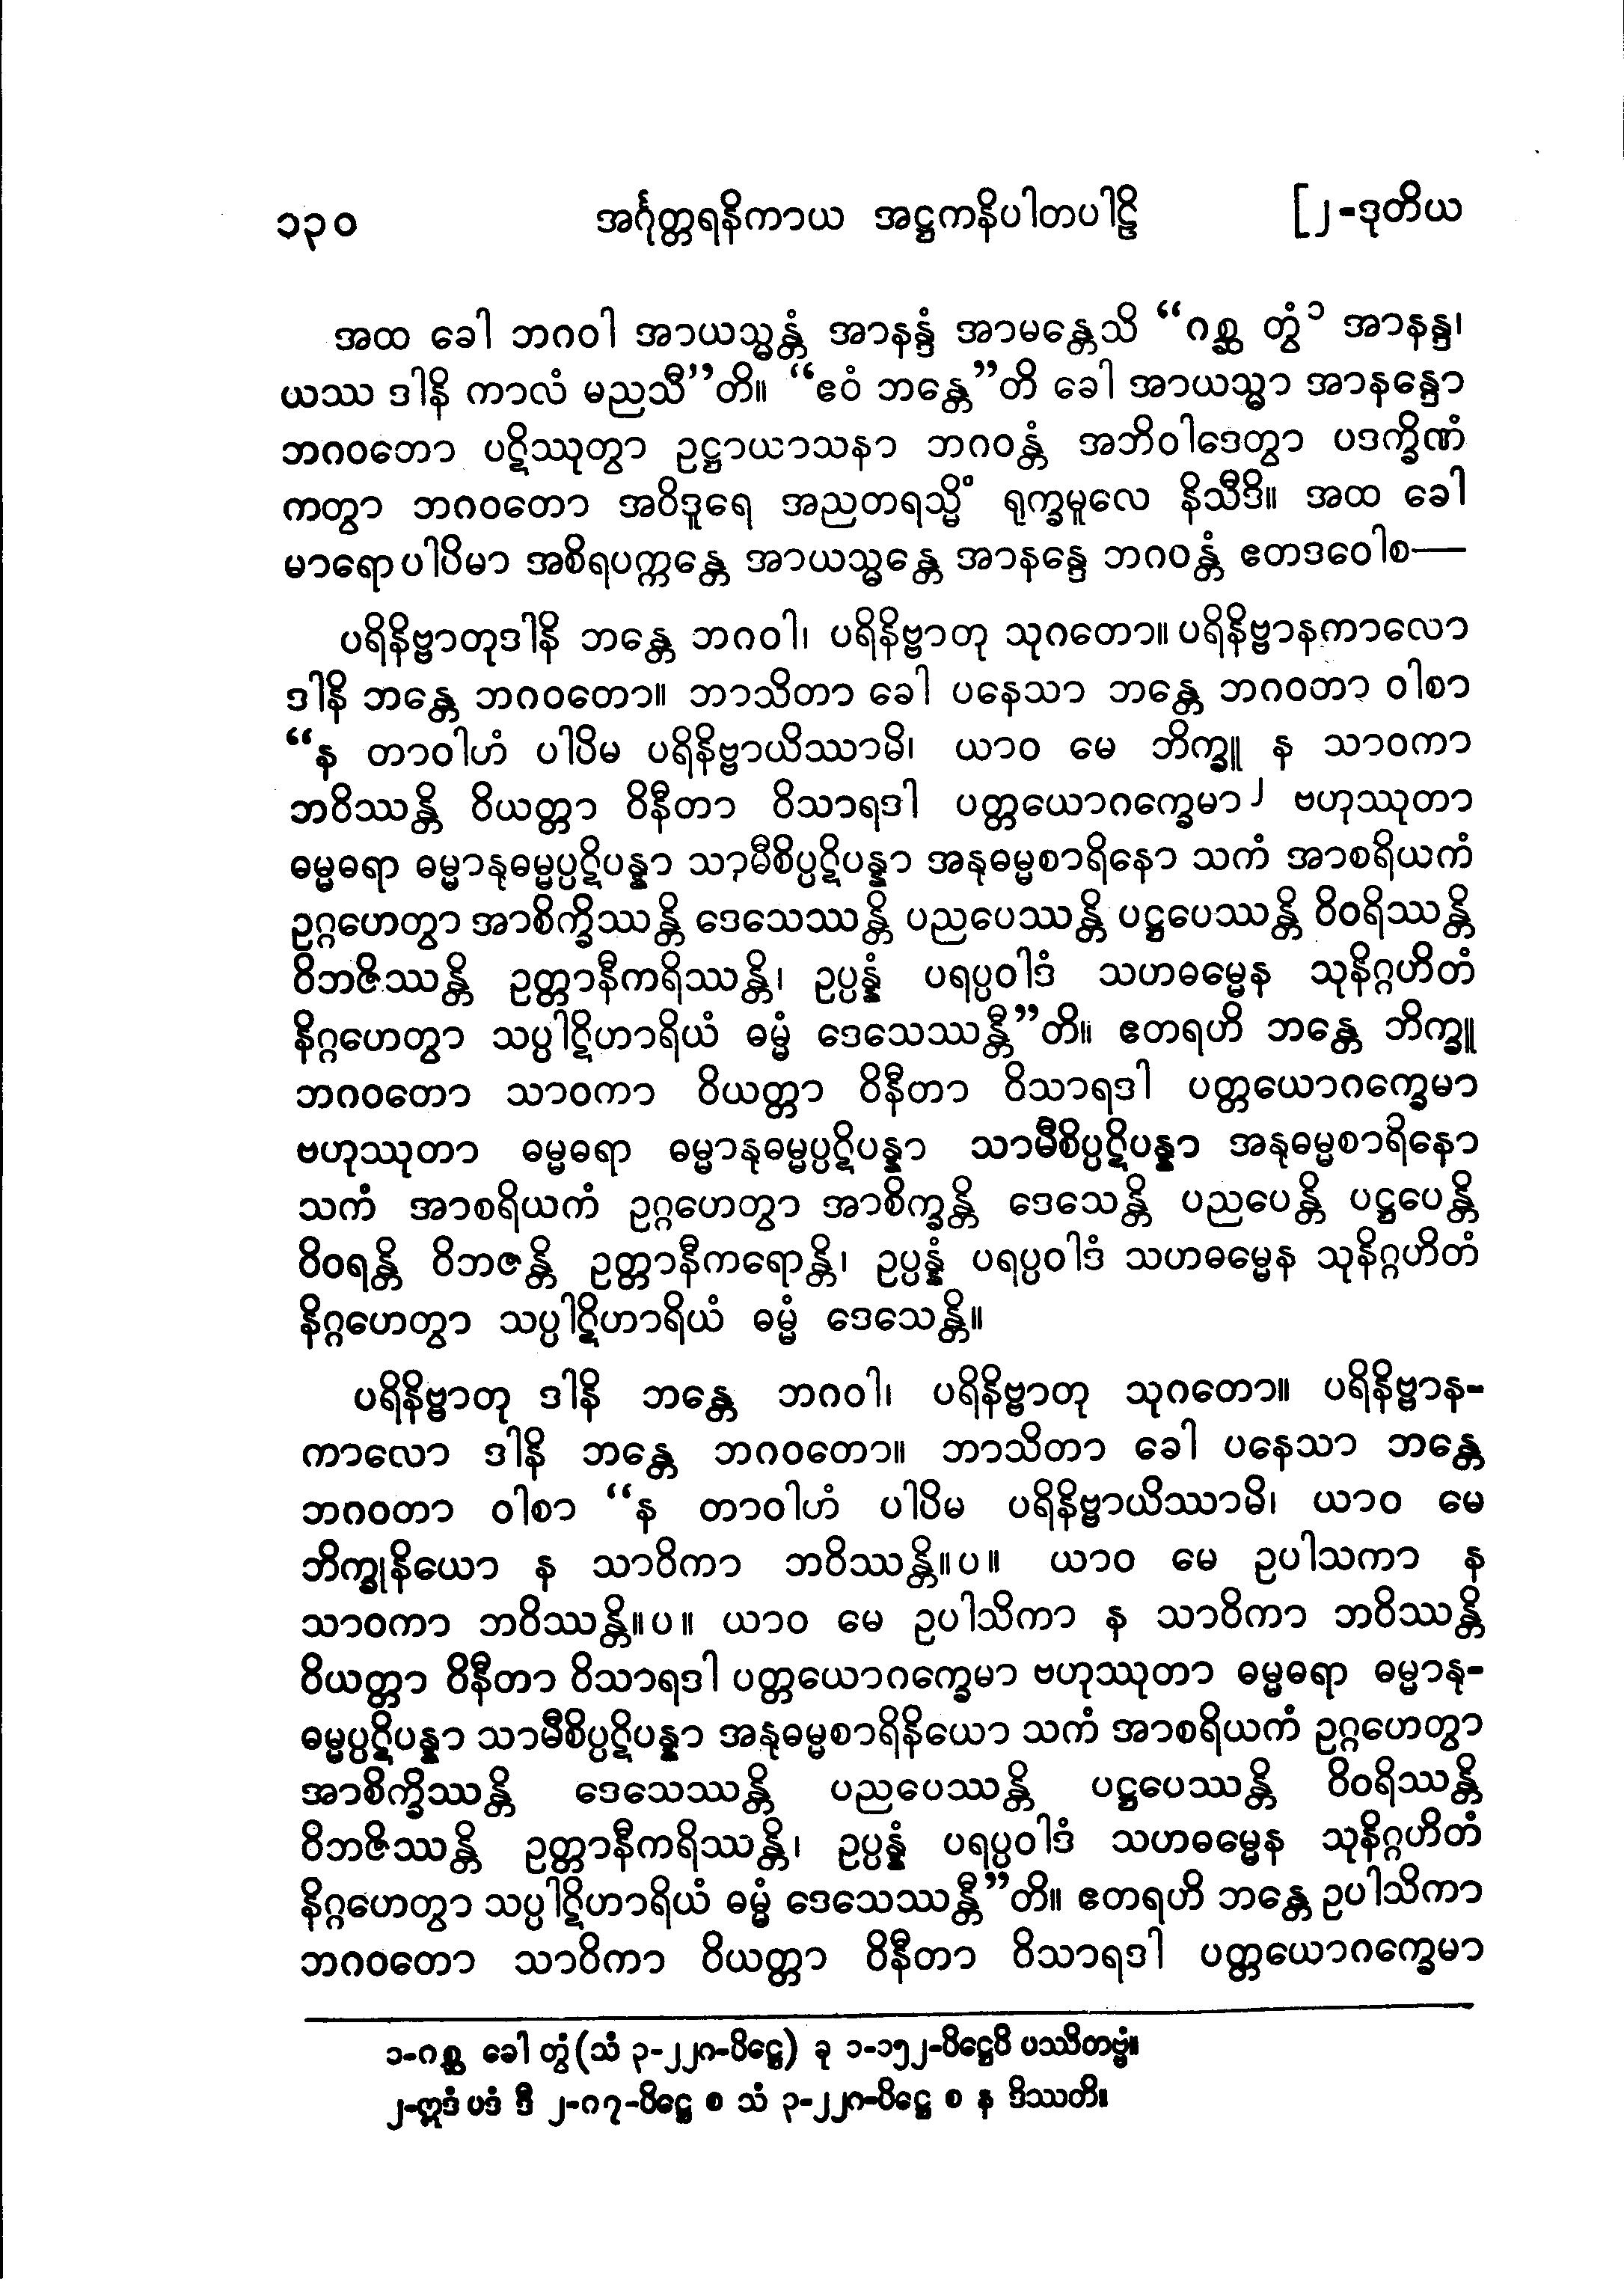 ၁၃၀ အင်္ဂုတ္တရနိကာယ အဋ္ဌကနိပါတပါဠိ [၂-ဒုတိယ
အထ ခေါ ဘဂဝါ အာယသ္မန္တံ အာနန္ဒံ အာမန္တေသိ “ဂစ္ဆ တွံ၁ အာနန္ဒ၊
ယဿ ဒါနိ ကာလံ မညသီ”တိ။ “ဧဝံ ဘန္တေ”တိ ခေါ အာယသ္မာ အာနန္ဒော
ဘဂဝတော ပဋိဿုတွာ ဥဋ္ဌာယာသနာ ဘဂဝန္တံ အဘိဝါဒေတွာ ပဒက္ခိဏံ
ကတွာ ဘဂဝတော အဝိဒူရေ အညတရသ္မိံ ရုက္ခမူလေ နိသီဒိ။ အထ ခေါ
မာရော ပါပိမာ အစိရပက္ကန္တေ အာယသ္မန္တေ အာနန္ဒေ ဘဂဝန္တံ ဧတဒဝေါစ—
ပရိနိဗ္ဗာတုဒါနိ ဘန္တေ ဘဂဝါ၊ ပရိနိဗ္ဗာတု သုဂတော။ ပရိနိဗ္ဗာနကာလော
ဒါနိ ဘန္တေ ဘဂဝတော။ ဘာသိတာ ခေါ ပနေသာ ဘန္တေ ဘဂဝတာ ဝါစာ
“န တာဝါဟံ ပါပိမ ပရိနိဗ္ဗာယိဿာမိ၊ ယာဝ မေ ဘိက္ခူ န သာဝကာ
ဘဝိဿန္တိ ဝိယတ္တာ ဝိနီတာ ဝိသာရဒါ ပတ္တယောဂက္ခေမာ၂ ဗဟုဿုတာ
ဓမ္မဓရာ ဓမ္မာနုဓမ္မပ္ပဋိပန္နာ သာမီစိပ္ပဋိပန္နာ အနုဓမ္မစာရိနော သကံ အာစရိယကံ
ဥဂ္ဂဟေတွာ အာစိက္ခိဿန္တိ ဒေသေဿန္တိ ပညပေဿန္တိ ပဋ္ဌပေဿန္တိ ဝိဝရိဿန္တိ
ဝိဘဇိဿန္တိ ဥတ္တာနီကရိဿန္တိ၊ ဥပ္ပန္နံ ပရပ္ပဝါဒံ သဟဓမ္မေန သုနိဂ္ဂဟိတံ
နိဂ္ဂဟေတွာ သပ္ပါဋိဟာရိယံ ဓမ္မံ ဒေသေဿန္တီ”တိ။ ဧတရဟိ ဘန္တေ ဘိက္ခူ
ဘဂဝတော သာဝကာ ဝိယတ္တာ ဝိနီတာ ဝိသာရဒါ ပတ္တယောဂက္ခေမာ
ဗဟုဿုတာ ဓမ္မဓရာ ဓမ္မာနုဓမ္မပ္ပဋိပန္နာ သာမီစိပ္ပဋိပန္နာ အနုဓမ္မစာရိနော
သကံ အာစရိယကံ ဥဂ္ဂဟေတွာ အာစိက္ခန္တိ ဒေသေန္တိ ပညပေန္တိ ပဋ္ဌပေန္တိ
ဝိဝရန္တိ ဝိဘဇန္တိ ဥတ္တာနီကရောန္တိ၊ ဥပ္ပန္နံ ပရပ္ပဝါဒံ သဟဓမ္မေန သုနိဂ္ဂဟိတံ
နိဂ္ဂဟေတွာ သပ္ပါဋိဟာရိယံ ဓမ္မံ ဒေသေန္တိ။
ပရိနိဗ္ဗာတု ဒါနိ ဘန္တေ ဘဂဝါ၊ ပရိနိဗ္ဗာတု သုဂတော။ ပရိနိဗ္ဗာန-
ကာလော ဒါနိ ဘန္တေ ဘဂဝတော။ ဘာသိတာ ခေါ ပနေသာ ဘန္တေ
ဘဂဝတာ ဝါစာ “န တာဝါဟံ ပါပိမ ပရိနိဗ္ဗာယိဿာမိ၊ ယာဝ မေ
ဘိက္ခုနိယော န သာဝိကာ ဘဝိဿန္တိ။ပ။ ယာဝ မေ ဥပါသကာ န
သာဝကာ ဘဝိဿန္တိ။ပ။ ယာဝ မေ ဥပါသိကာ န သာဝိကာ ဘဝိဿန္တိ
ဝိယတ္တာ ဝိနီတာ ဝိသာရဒါ ပတ္တယောဂက္ခေမာ ဗဟုဿုတာ ဓမ္မဓရာ ဓမ္မာနု-
ဓမ္မပ္ပဋိပန္နာ သာမီစိပ္ပဋိပန္နာ အနုဓမ္မစာရိနိယော သကံ အာစရိယကံ ဥဂ္ဂဟေတွာ
အာစိက္ခိဿန္တိ ဒေသေဿန္တိ ပညပေဿန္တိ ပဋ္ဌပေဿန္တိ ဝိဝရိဿန္တိ
ဝိဘဇိဿန္တိ ဥတ္တာနီကရိဿန္တိ၊ ဥပ္ပန္နံ ပရပ္ပဝါဒံ သဟဓမ္မေန သုနိဂ္ဂဟိတံ
နိဂ္ဂဟေတွာ သပ္ပါဋိဟာရိယံ ဓမ္မံ ဒေသေဿန္တီ”တိ။ ဧတရဟိ ဘန္တေ ဥပါသိကာ
ဘဂဝတော သာဝိကာ ဝိယတ္တာ ဝိနီတာ ဝိသာရဒါ ပတ္တယောဂက္ခေမာ
၁-ဂစ္ဆ ခေါ တွံ (သံ ၃-၂၂၈-ပိဋ္ဌေ) ခု ၁-၁၅၂-ပိဋ္ဌေပိ ပဿိတဗ္ဗံ။
၂-ဣဒံ ပဒံ ဒီ ၂-၈၇-ပိဋ္ဌေ စ သံ ၃-၂၂၈-ပိဋ္ဌေ စ န ဒိဿတိ။